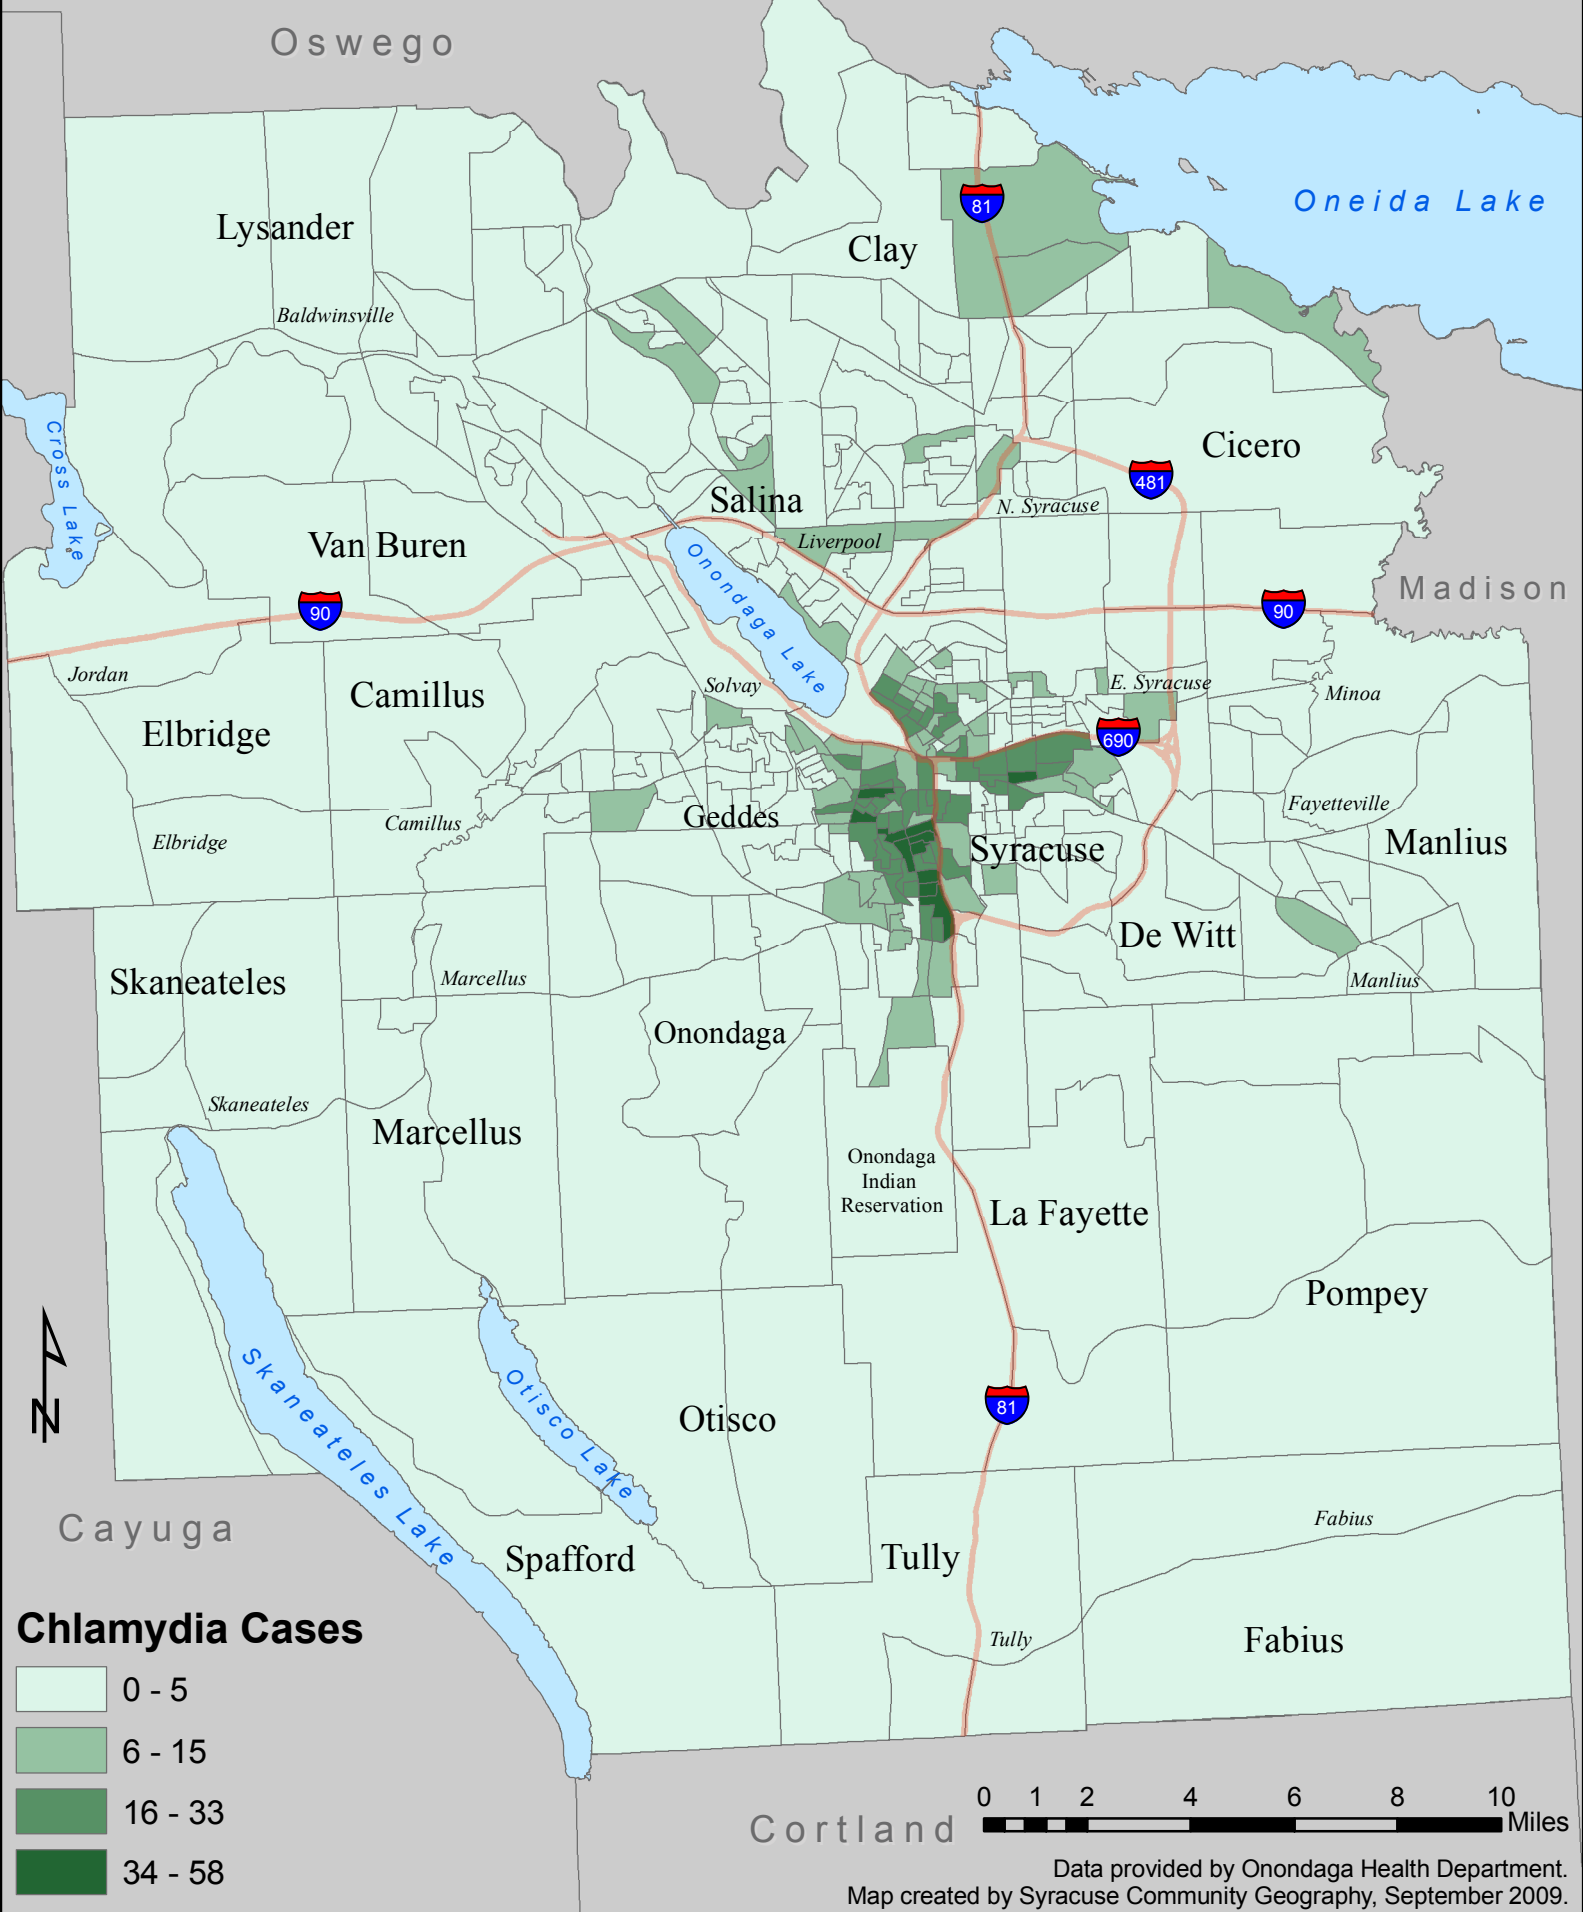 Oswego
Oneida Lake
81
Lysander
Clay
Baldwinsville
Cicero
Cross Lake
481
Salina
N. Syracuse
Van Buren
Liverpool
Onondaga Lake
Madison
90
90
Jordan
Solvay
E. Syracuse
Minoa
Camillus
Elbridge
690
Fayetteville
Geddes
Camillus
Elbridge
Syracuse
Manlius
De Witt
Skaneateles
Marcellus
Manlius
Onondaga
Skaneateles
Marcellus
Onondaga
Indian
Reservation
La Fayette
Pompey
N
Skaneateles Lake
Otisco Lake
81
Otisco
Cayuga
Fabius
Spafford
Tully
Tully
Fabius
Chlamydia Cases
0 - 5
6 - 15
16 - 33
34 - 58
0 1 2 4 6 8 10
Miles
Cortland
Data provided by Onondaga Health Department.
Map created by Syracuse Community Geography, September 2009.